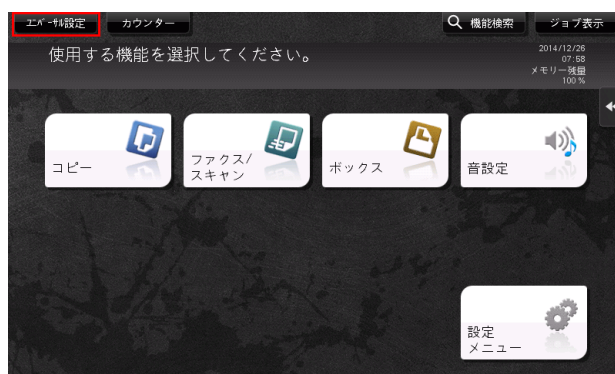 ﾕﾆﾊﾞｰｻﾙ設定
カウンター
機能検索
ジョブ表示
使用する機能を選択してください。
2014/12/26
07:58
メモリー残量
100 %
コピー
ファクス/
スキャン
ボックス
音設定
設定
メニュー